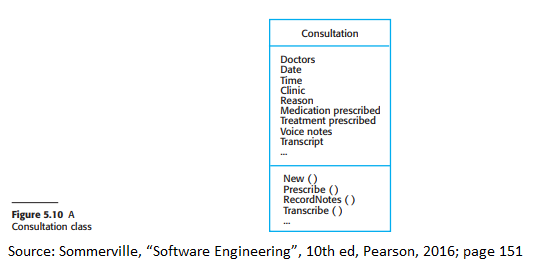 Consultation
Doctors
Date
Time
Clinic
Reason
Medication prescribed
Treatment prescribed
Voice notes
Transcript
...
New ( )
Prescribe ( )
RecordNotes ( )
Transcribe ( )
...
Figure 5.10 A
Consultation class
Source: Sommerville, “Software Engineering”, 10th ed, Pearson, 2016; page 151